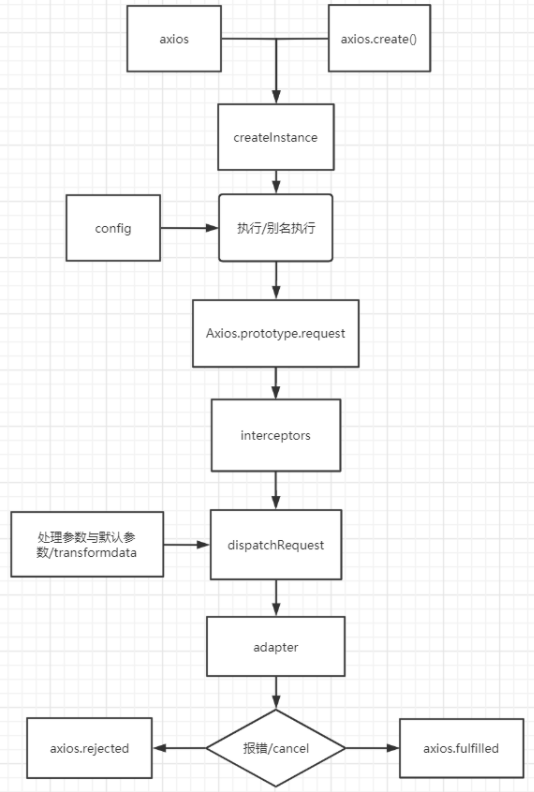 axios
axios.create()
createInstance
config
执行/别名执行
Axios.prototype.request
interceptors
处理参数与默认参
数/transformdata
dispatchRequest
adapter
axios.rejected
报错/cancel
axios.fulfilled